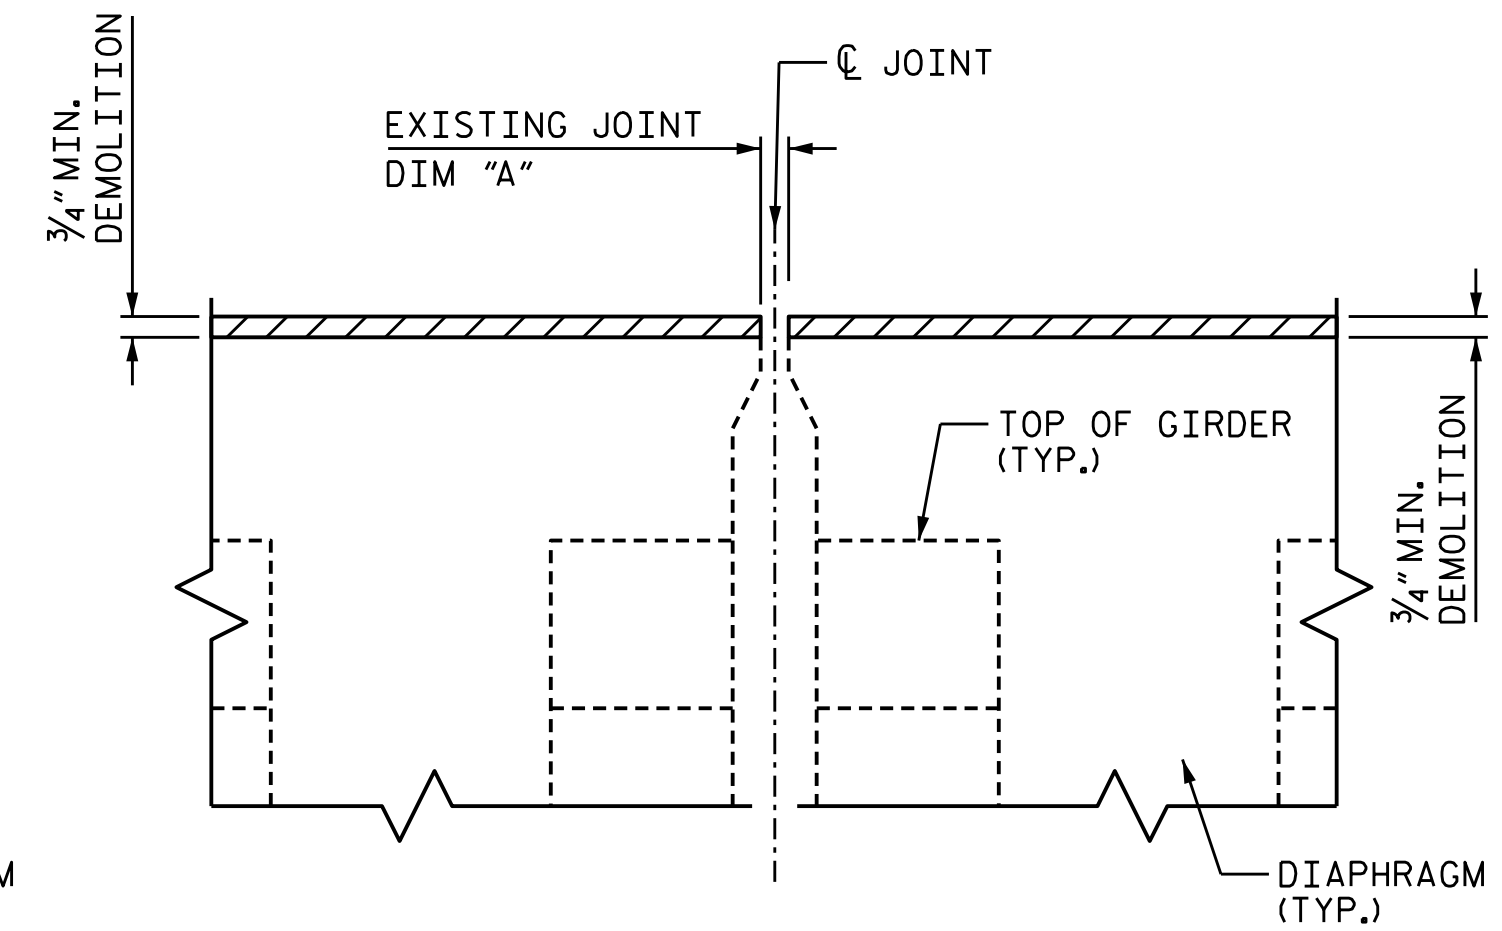 3/4" MIN.
DEMOLITION
℄ JOINT
EXISTING JOINT
DIM "A"
TOP OF GIRDER
(TYP.)
3/4" MIN.
DEMOLITION
M
DIAPHRAGM
(TYP.)